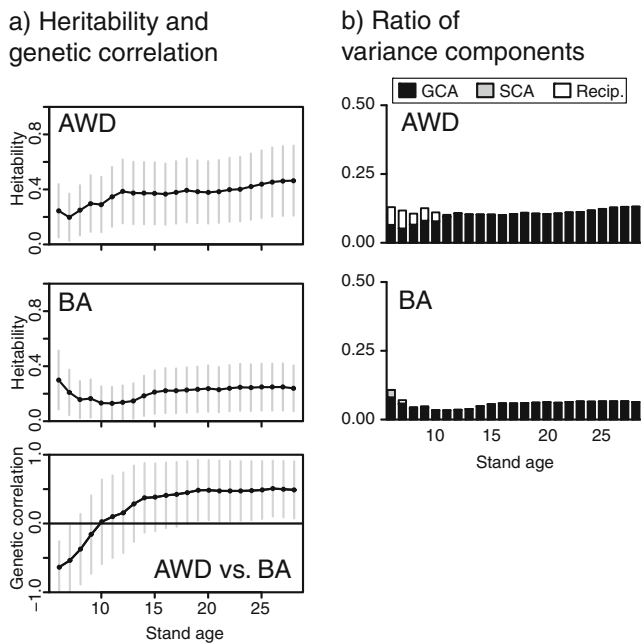 a) Heritability and
genetic correlation
b) Ratio of
variance components
GCA SCA Recip.
AWD
Heitability
0.0 0.4 0.8
BA
Heitability
0.0 0.4 0.8
Genetic correlation
−1.0 0.0 1.0
AWD vs. BA
10 15 20 25
Stand age
AWD
0.50
0.25
0.00
BA
0.50
0.25
0.00
10 15 20 25
Stand age